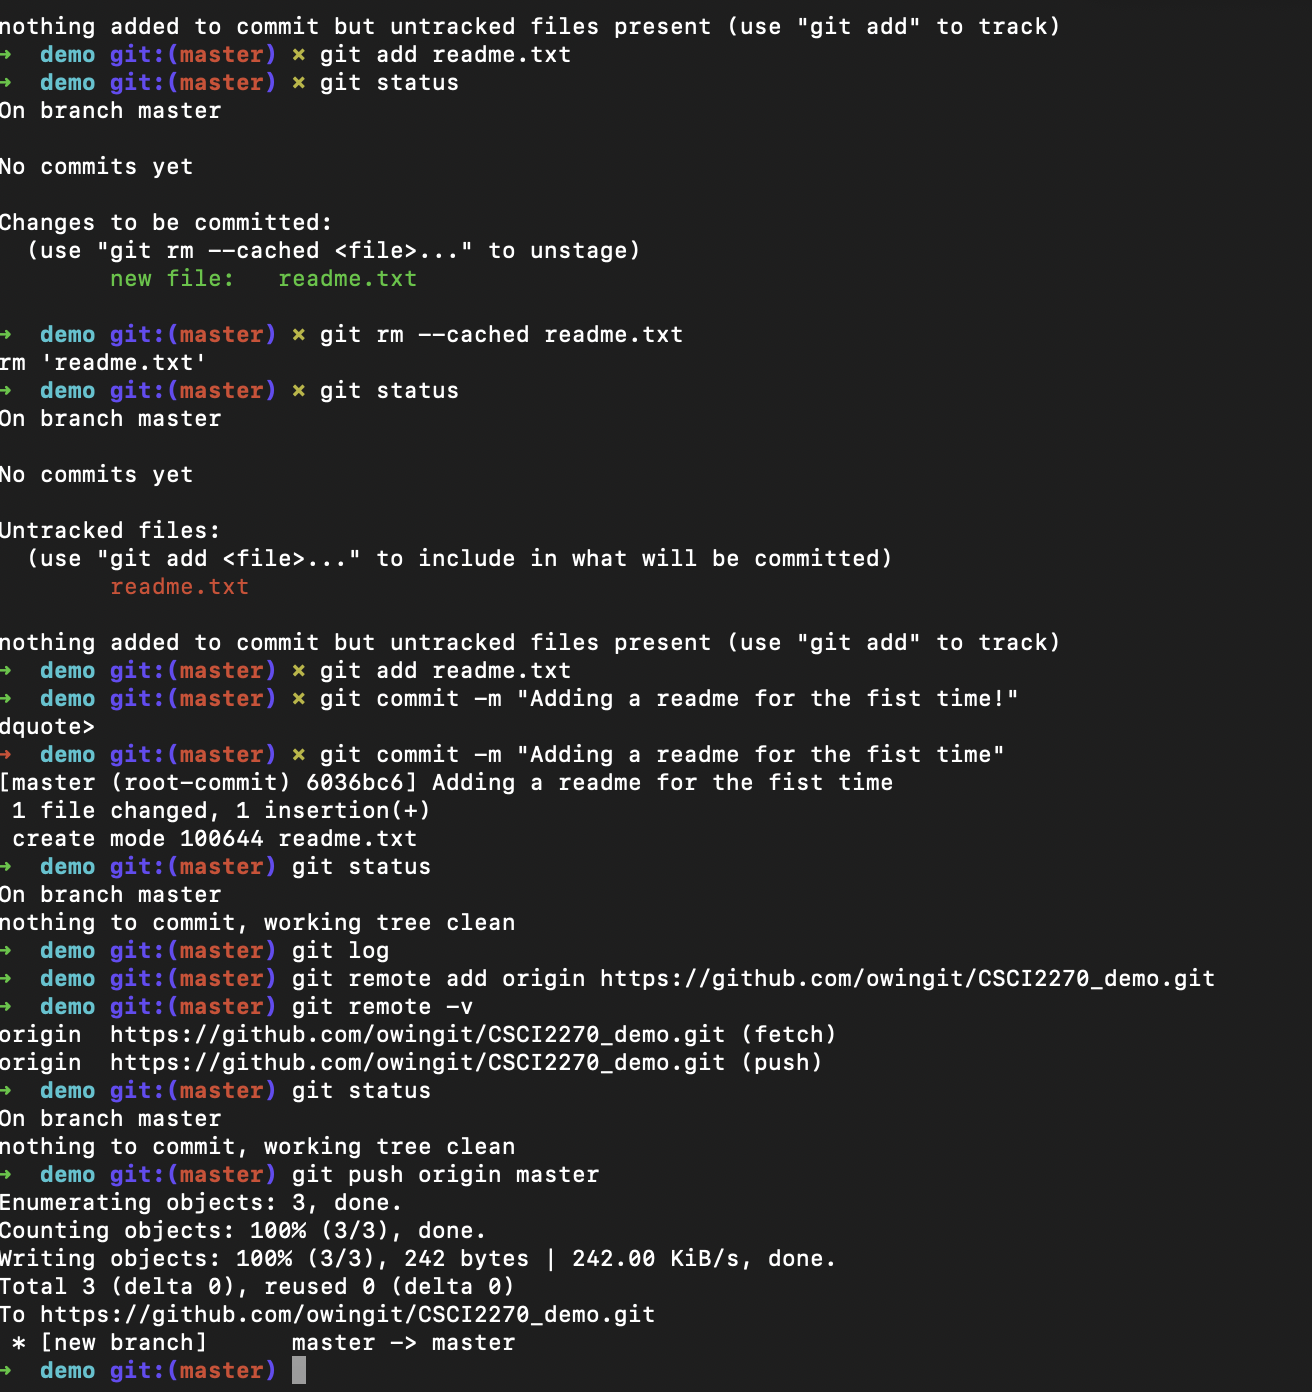 nothing added to commit but untracked files present (use "git add" to track)
→  demo git:(master) ✗ git add readme.txt
→  demo git:(master) ✗ git status
On branch master
No commits yet
Changes to be committed:
  (use "git rm --cached <file>..." to unstage)
        new file:   readme.txt
→  demo git:(master) ✗ git rm --cached readme.txt
rm 'readme.txt'
→  demo git:(master) ✗ git status
On branch master
No commits yet
Untracked files:
  (use "git add <file>..." to include in what will be committed)
        readme.txt
nothing added to commit but untracked files present (use "git add" to track)
→  demo git:(master) ✗ git add readme.txt
→  demo git:(master) ✗ git commit -m "Adding a readme for the fist time!"
dquote>
→  demo git:(master) ✗ git commit -m "Adding a readme for the fist time"
[master (root-commit) 6036bc6] Adding a readme for the fist time
 1 file changed, 1 insertion(+)
 create mode 100644 readme.txt
→  demo git:(master) git status
On branch master
nothing to commit, working tree clean
→  demo git:(master) git log
→  demo git:(master) git remote add origin https://github.com/owingit/CSCI2270_demo.git
→  demo git:(master) git remote -v
origin  https://github.com/owingit/CSCI2270_demo.git (fetch)
origin  https://github.com/owingit/CSCI2270_demo.git (push)
→  demo git:(master) git status
On branch master
nothing to commit, working tree clean
→  demo git:(master) git push origin master
Enumerating objects: 3, done.
Counting objects: 100% (3/3), done.
Writing objects: 100% (3/3), 242 bytes | 242.00 KiB/s, done.
Total 3 (delta 0), reused 0 (delta 0)
To https://github.com/owingit/CSCI2270_demo.git
 * [new branch]      master -> master
→  demo git:(master)